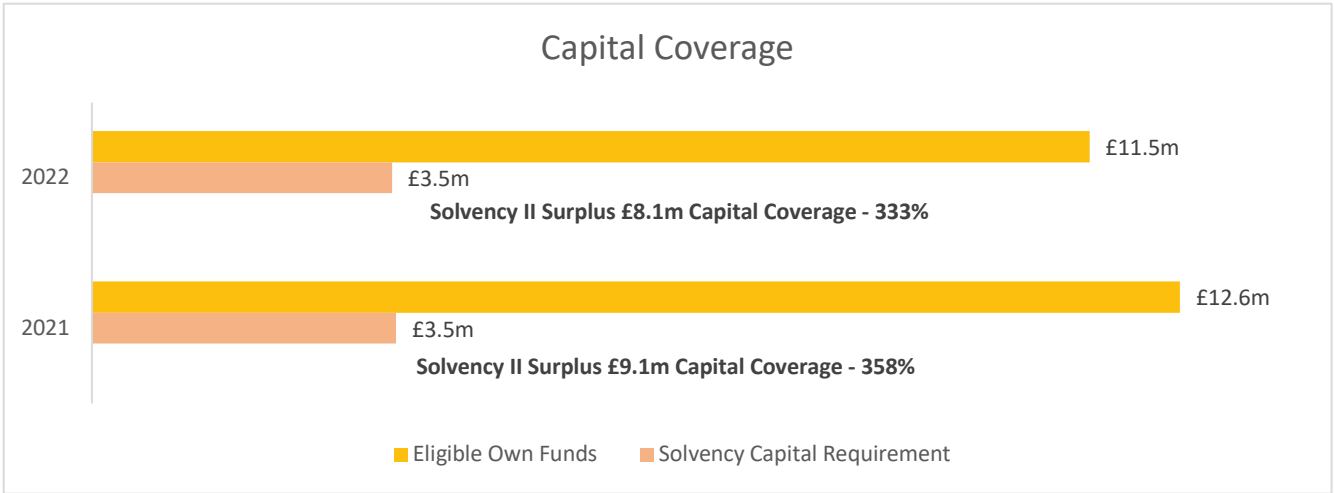 Capital Coverage
2022
£11.5m
£3.5m
Solvency II Surplus £8.1m Capital Coverage - 333%
2021
£12.6m
£3.5m
Solvency II Surplus £9.1m Capital Coverage - 358%
Eligible Own Funds
Solvency Capital Requirement